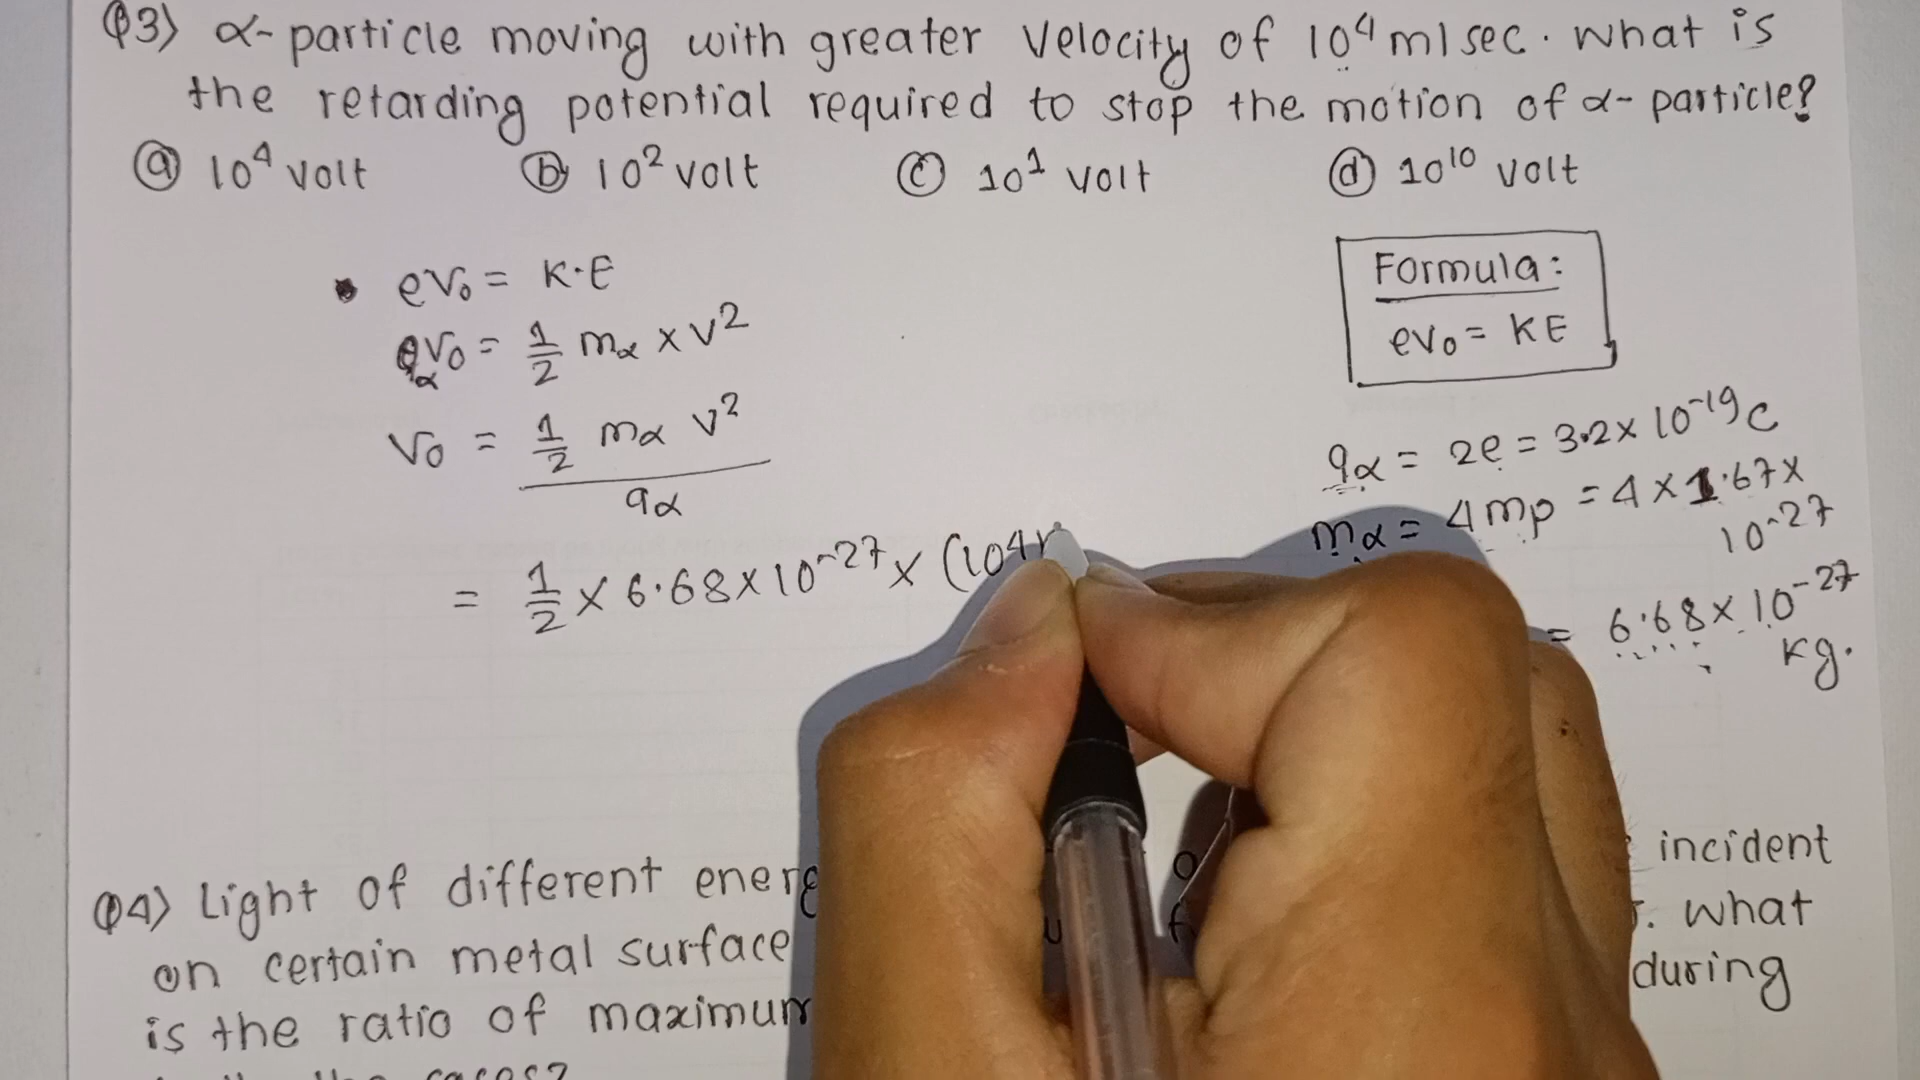 Q3) α-particle moving with greater velocity of 10⁴ m/sec. What is
the retarding potential required to stop the motion of α-particle?
ⓐ 10⁴ volt ⓑ 10² volt ⓒ 10¹ volt ⓓ 10¹⁰ volt
eV₀ = K.E
qαV₀ = 1/2 mα × v²
V₀ = 1/2 mα v² / qα
= 1/2 × 6.68 × 10⁻²⁷ × (10⁴
Formula:
eV₀ = KE
qα = 2e = 3.2 × 10⁻¹⁹ C
mα = 4mp = 4 × 1.67 ×
10⁻²⁷
= 6.68 × 10⁻²⁷
kg.
Q4) Light of different incident
on certain metal surface . What
is the ratio of during